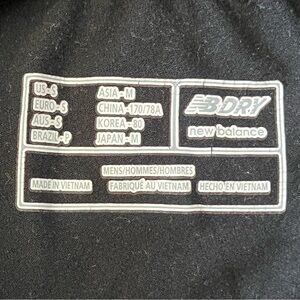 US-S
EURO-S
AUS-S
BRAZIL-P
ASIA-M
CHINA-170/78A
KOREA-80
JAPAN-M
NB DRY
new balance
MENS/HOMMES/HOMBRES
MADE IN VIETNAM
FABRIQUÉ AU VIETNAM
HECHO EN VIETNAM